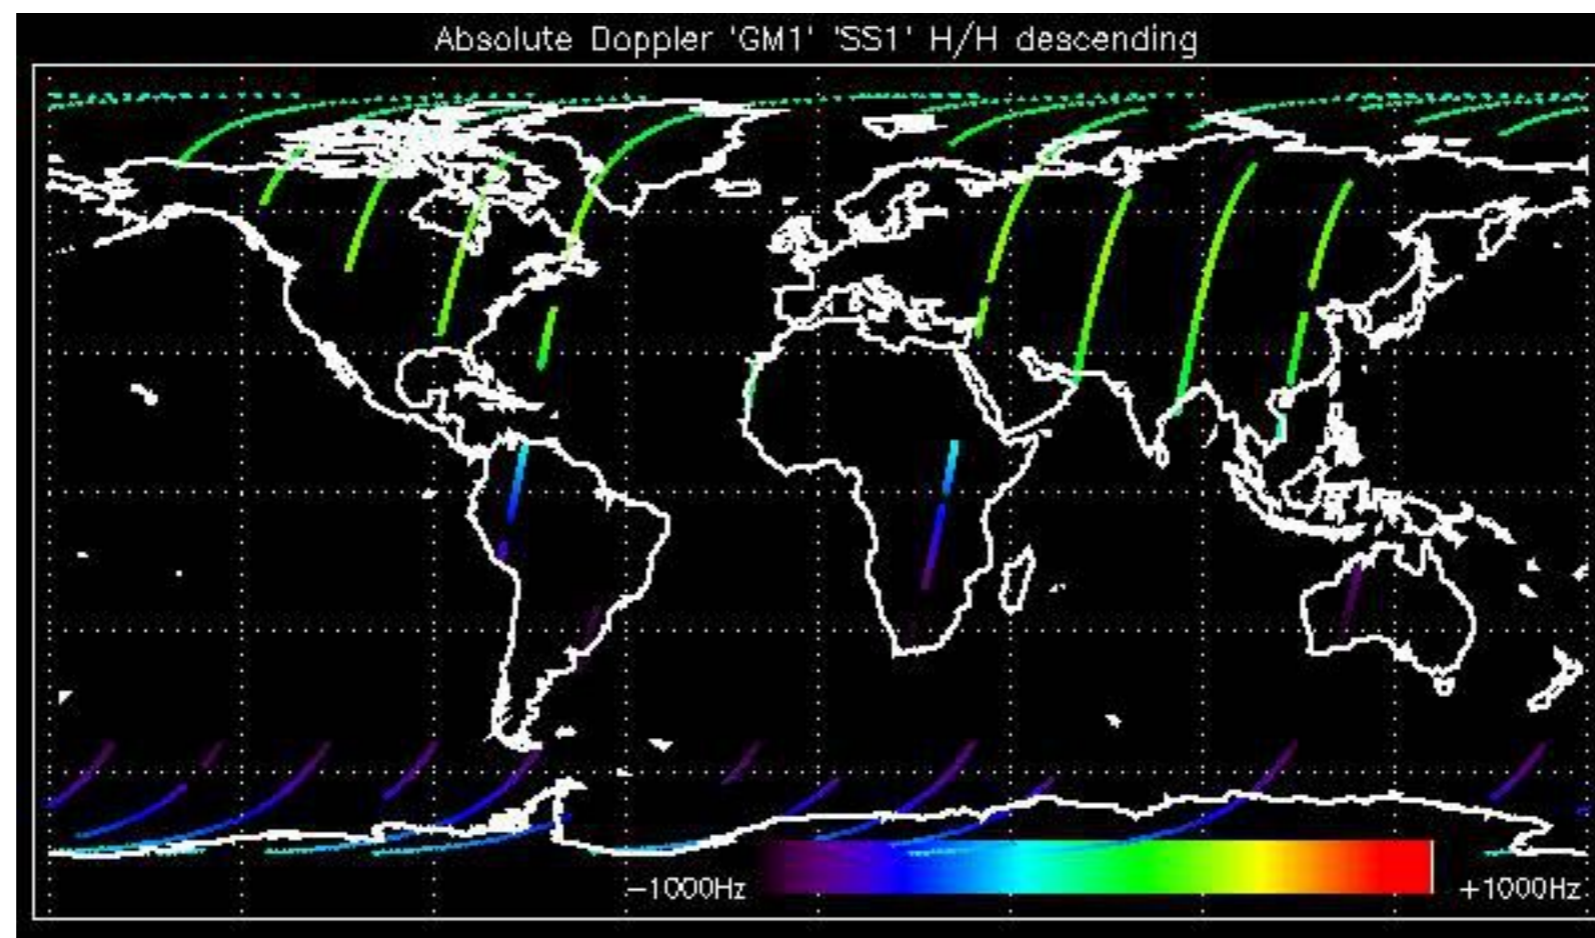 Absolute Doppler 'GM1' 'SS1' H/H descending
−1000Hz
+1000Hz